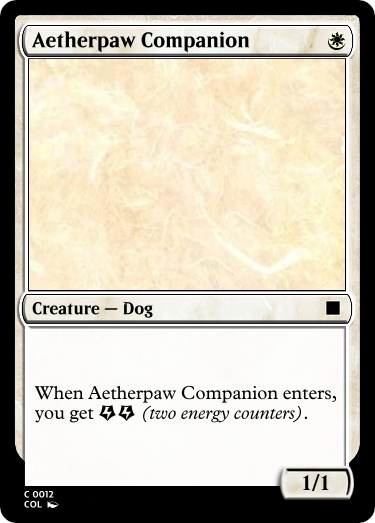 Aetherpaw Companion
Creature — Dog
When Aetherpaw Companion enters,
you get (two energy counters).
1/1
C 0012
COL